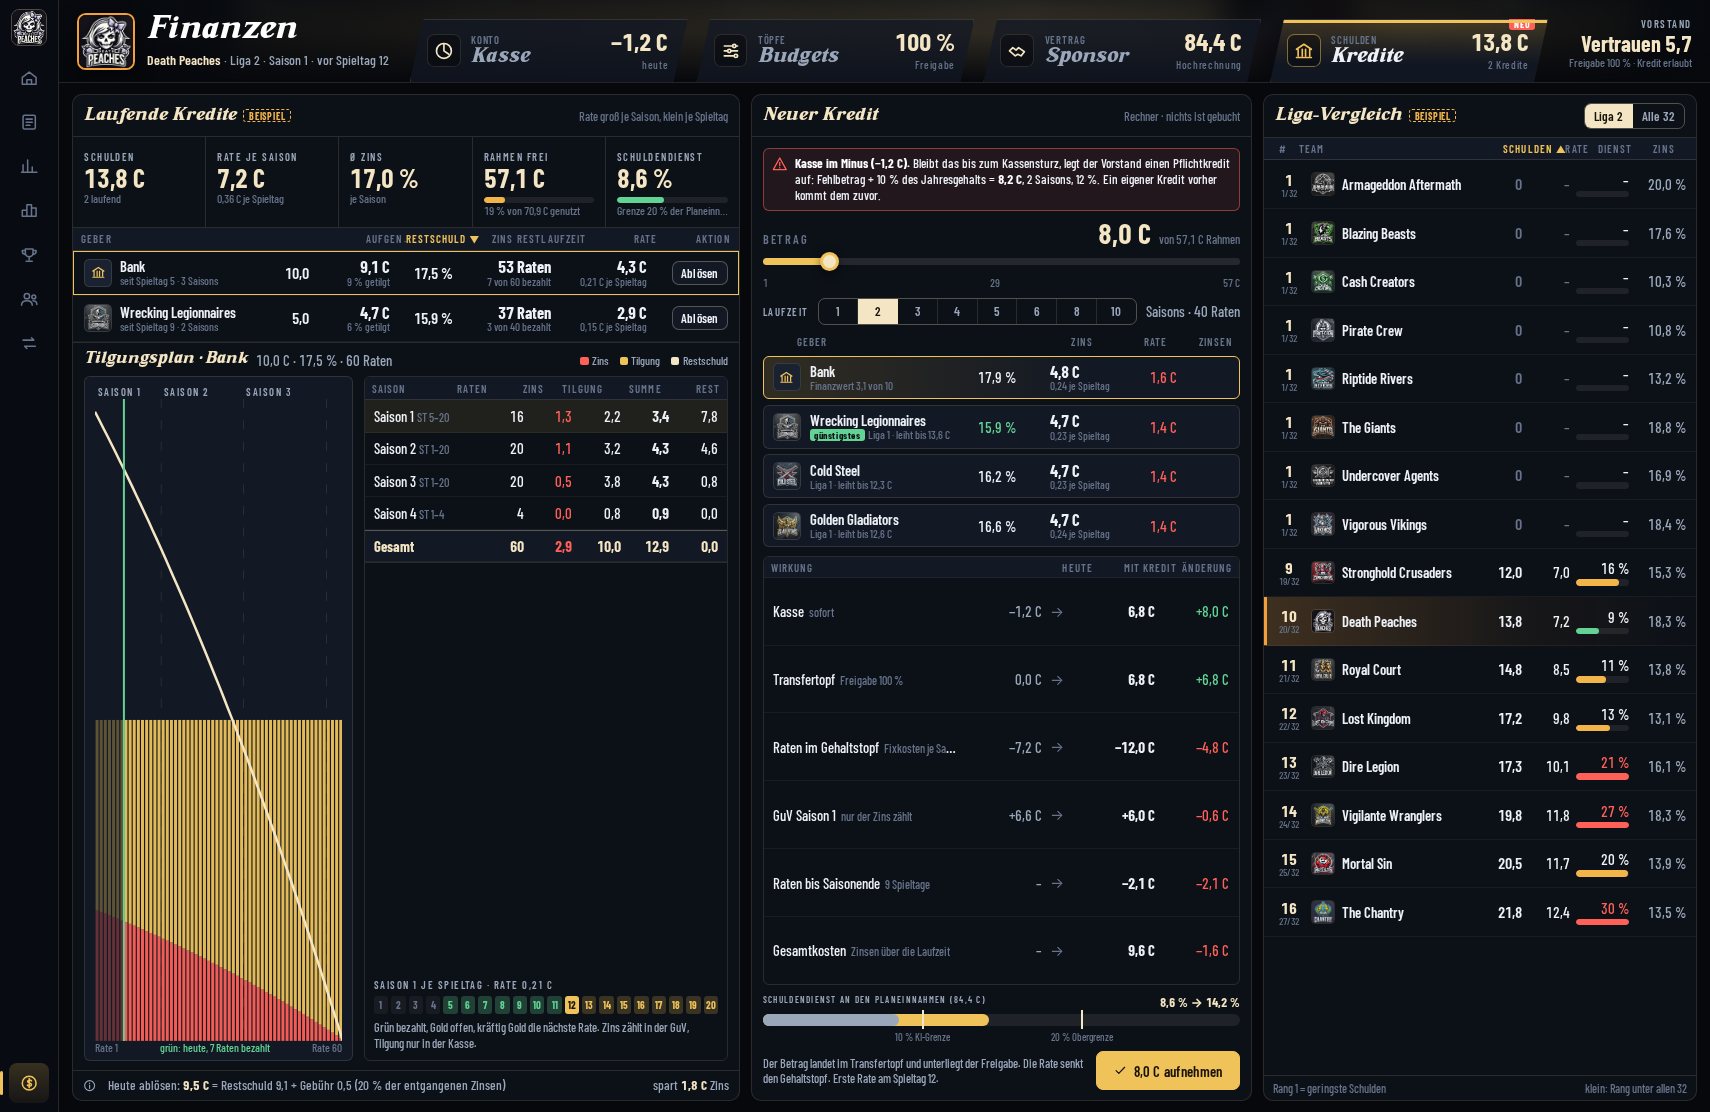 Finanzen
Death Peaches · Liga 2 · Saison 1 · vor Spieltag 12
KONTO
Kasse
−1,2 C
heute
TÖPFE
Budgets
100 %
Freigabe
VERTRAG
Sponsor
84,4 C
Hochrechnung
NEU
SCHULDEN
Kredite
13,8 C
2 Kredite
VORSTAND
Vertrauen 5,7
Freigabe 100 % · Kredit erlaubt
Laufende Kredite BEISPIEL
Rate groß je Saison, klein je Spieltag
SCHULDEN
13,8 C
2 laufend
RATE JE SAISON
7,2 C
0,36 C je Spieltag
Ø ZINS
17,0 %
je Saison
RAHMEN FREI
57,1 C
19 % von 70,9 C genutzt
SCHULDENDIENST
8,6 %
Grenze 20 % der Planeinn…
GEBER AUFGEN RESTSCHULD ▼ ZINS RESTLAUFZEIT RATE AKTION
Bank 10,0 9,1 C 17,5 % 53 Raten 4,3 C Ablösen
seit Spieltag 5 · 3 Saisons 9 % getilgt 7 von 60 bezahlt 0,21 C je Spieltag
Wrecking Legionnaires 5,0 4,7 C 15,9 % 37 Raten 2,9 C Ablösen
seit Spieltag 9 · 2 Saisons 6 % getilgt 3 von 40 bezahlt 0,15 C je Spieltag
Tilgungsplan · Bank 10,0 C · 17,5 % · 60 Raten
Zins Tilgung Restschuld
SAISON 1 SAISON 2 SAISON 3
Rate 1 grün: heute, 7 Raten bezahlt Rate 60
SAISON RATEN ZINS TILGUNG SUMME REST
Saison 1 ST 5–20 16 1,3 2,2 3,4 7,8
Saison 2 ST 1–20 20 1,1 3,2 4,3 4,6
Saison 3 ST 1–20 20 0,5 3,8 4,3 0,8
Saison 4 ST 1–4 4 0,0 0,8 0,9 0,0
Gesamt 60 2,9 10,0 12,9 0,0
SAISON 1 JE SPIELTAG · RATE 0,21 C
1 2 3 4 5 6 7 8 9 10 11 12 13 14 15 16 17 18 19 20
Grün bezahlt, Gold offen, kräftig Gold die nächste Rate. Zins zählt in der GuV,
Tilgung nur in der Kasse.
Heute ablösen: 9,5 C = Restschuld 9,1 + Gebühr 0,5 (20 % der entgangenen Zinsen)
spart 1,8 C Zins
Neuer Kredit
Rechner · nichts ist gebucht
Kasse im Minus (−1,2 C). Bleibt das bis zum Kassensturz, legt der Vorstand einen Pflichtkredit
auf: Fehlbetrag + 10 % des Jahresgehalts = 8,2 C, 2 Saisons, 12 %. Ein eigener Kredit vorher
kommt dem zuvor.
BETRAG 8,0 C von 57,1 C Rahmen
1 29 57 C
LAUFZEIT 1 2 3 4 5 6 8 10 Saisons · 40 Raten
GEBER ZINS RATE ZINSEN
Bank 17,9 % 4,8 C 1,6 C
Finanzwert 3,1 von 10 0,24 je Spieltag
Wrecking Legionnaires 15,9 % 4,7 C 1,4 C
günstigstes Liga 1 · leiht bis 13,6 C 0,23 je Spieltag
Cold Steel 16,2 % 4,7 C 1,4 C
Liga 1 · leiht bis 12,3 C 0,23 je Spieltag
Golden Gladiators 16,6 % 4,7 C 1,4 C
Liga 1 · leiht bis 12,6 C 0,24 je Spieltag
WIRKUNG HEUTE MIT KREDIT ÄNDERUNG
Kasse sofort −1,2 C → 6,8 C +8,0 C
Transfertopf Freigabe 100 % 0,0 C → 6,8 C +6,8 C
Raten im Gehaltstopf Fixkosten je Sa… −7,2 C → −12,0 C −4,8 C
GuV Saison 1 nur der Zins zählt +6,6 C → +6,0 C −0,6 C
Raten bis Saisonende 9 Spieltage – → −2,1 C −2,1 C
Gesamtkosten Zinsen über die Laufzeit – → 9,6 C −1,6 C
SCHULDENDIENST AN DEN PLANEINNAHMEN (84,4 C) 8,6 % → 14,2 %
10 % KI-Grenze 20 % Obergrenze
Der Betrag landet im Transfertopf und unterliegt der Freigabe. Die Rate senkt
den Gehaltstopf. Erste Rate am Spieltag 12.
8,0 C aufnehmen
Liga-Vergleich BEISPIEL
Liga 2 Alle 32
# TEAM SCHULDEN ▲ RATE DIENST ZINS
1 Armageddon Aftermath 0 – – 20,0 %
1/32
1 Blazing Beasts 0 – – 17,6 %
1/32
1 Cash Creators 0 – – 10,3 %
1/32
1 Pirate Crew 0 – – 10,8 %
1/32
1 Riptide Rivers 0 – – 13,2 %
1/32
1 The Giants 0 – – 18,8 %
1/32
1 Undercover Agents 0 – – 16,9 %
1/32
1 Vigorous Vikings 0 – – 18,4 %
1/32
9 Stronghold Crusaders 12,0 7,0 16 % 15,3 %
19/32
10 Death Peaches 13,8 7,2 9 % 18,3 %
20/32
11 Royal Court 14,8 8,5 11 % 13,8 %
21/32
12 Lost Kingdom 17,2 9,8 13 % 13,1 %
22/32
13 Dire Legion 17,3 10,1 21 % 16,1 %
23/32
14 Vigilante Wranglers 19,8 11,8 27 % 18,3 %
24/32
15 Mortal Sin 20,5 11,7 20 % 13,9 %
25/32
16 The Chantry 21,8 12,4 30 % 13,5 %
27/32
Rang 1 = geringste Schulden
klein: Rang unter allen 32